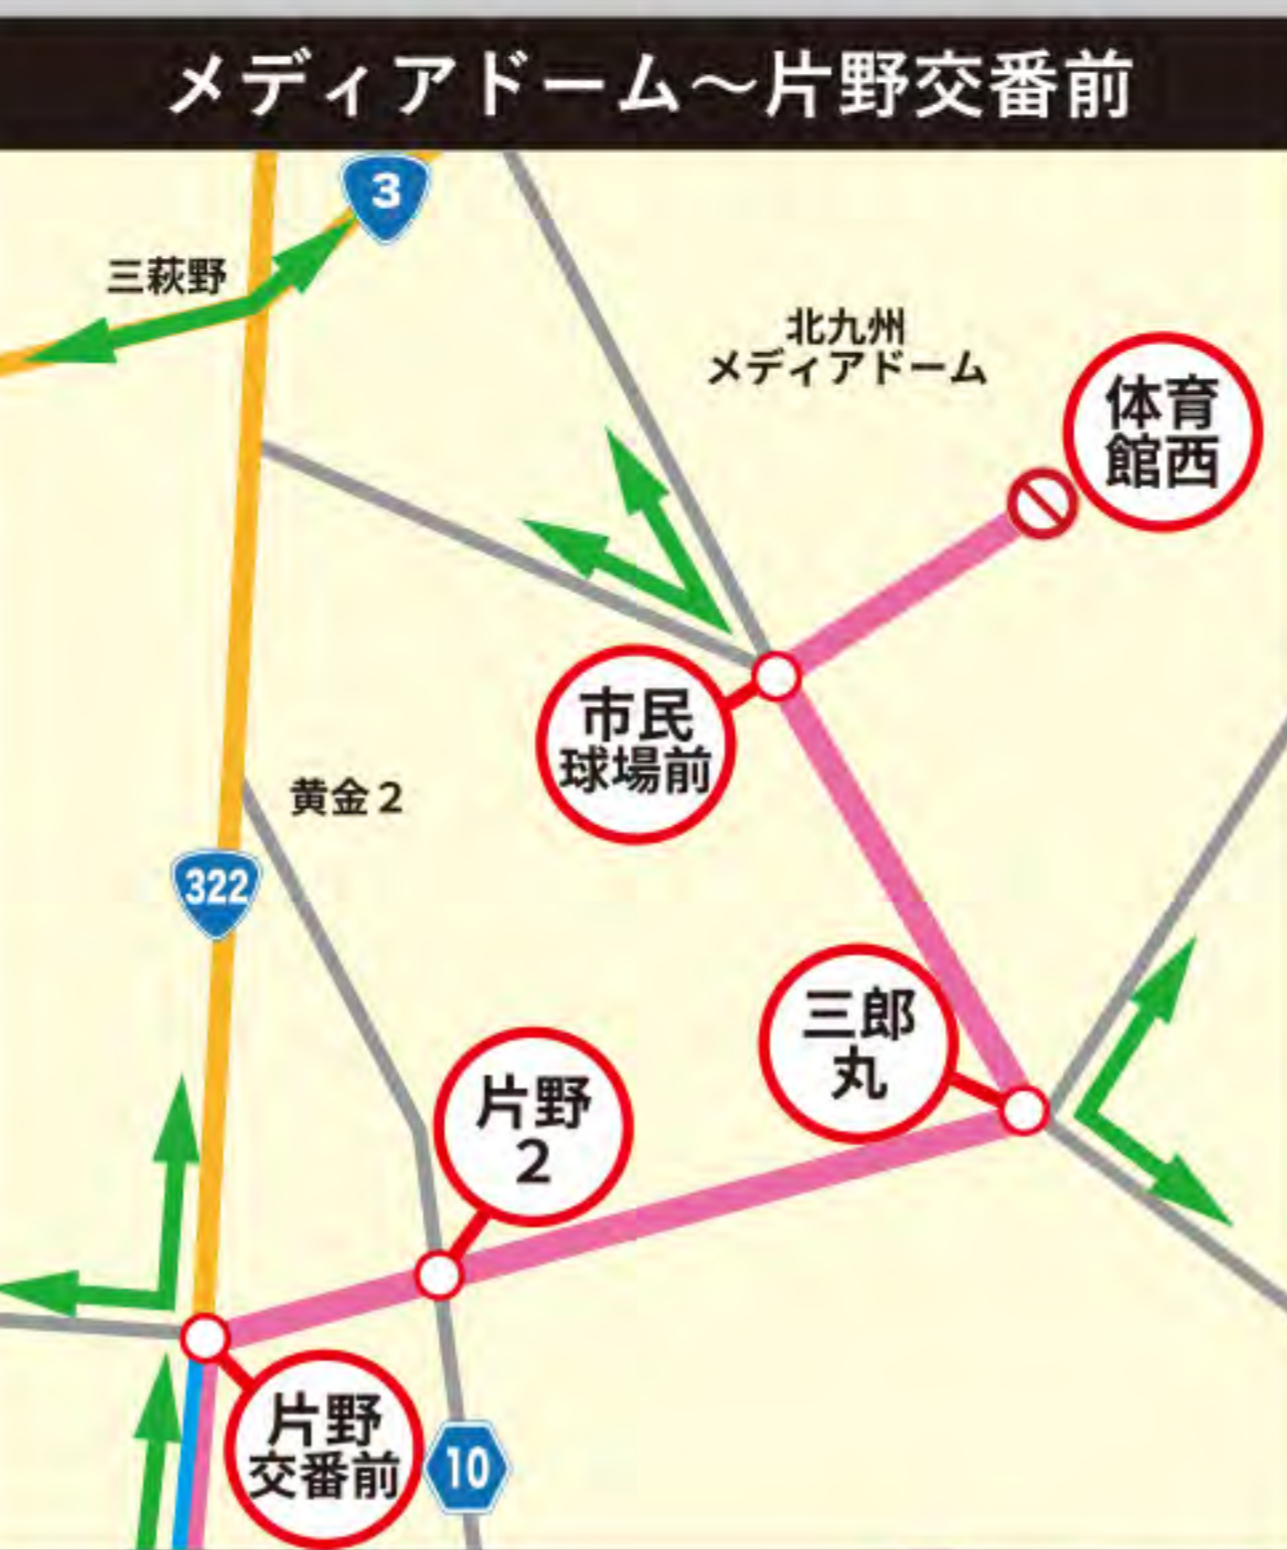 メディアドーム～片野交番前
3
三萩野
北九州
メディアドーム
体育
館西
市民
球場前
黄金２
322
三郎
丸
片野
２
片野
交番前
10